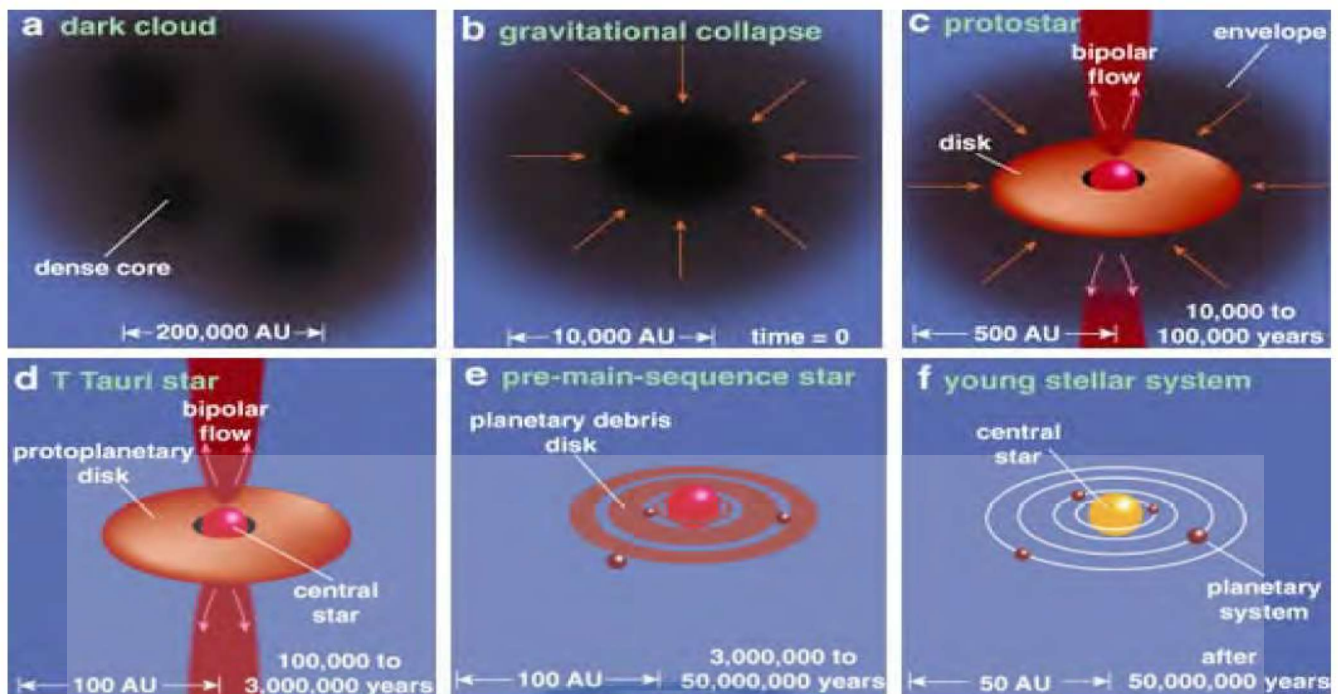 a dark cloud
dense core
200,000 AU
b gravitational collapse
10,000 AU
time = 0
c protostar
envelope
bipolar
flow
disk
500 AU
10,000 to
100,000 years
d T Tauri star
bipolar
flow
protoplanetary
disk
central
star
100 AU
100,000 to
3,000,000 years
e pre-main-sequence star
planetary debris
disk
100 AU
3,000,000 to
50,000,000 years
f young stellar system
central
star
planetary
system
50 AU
after
50,000,000 years